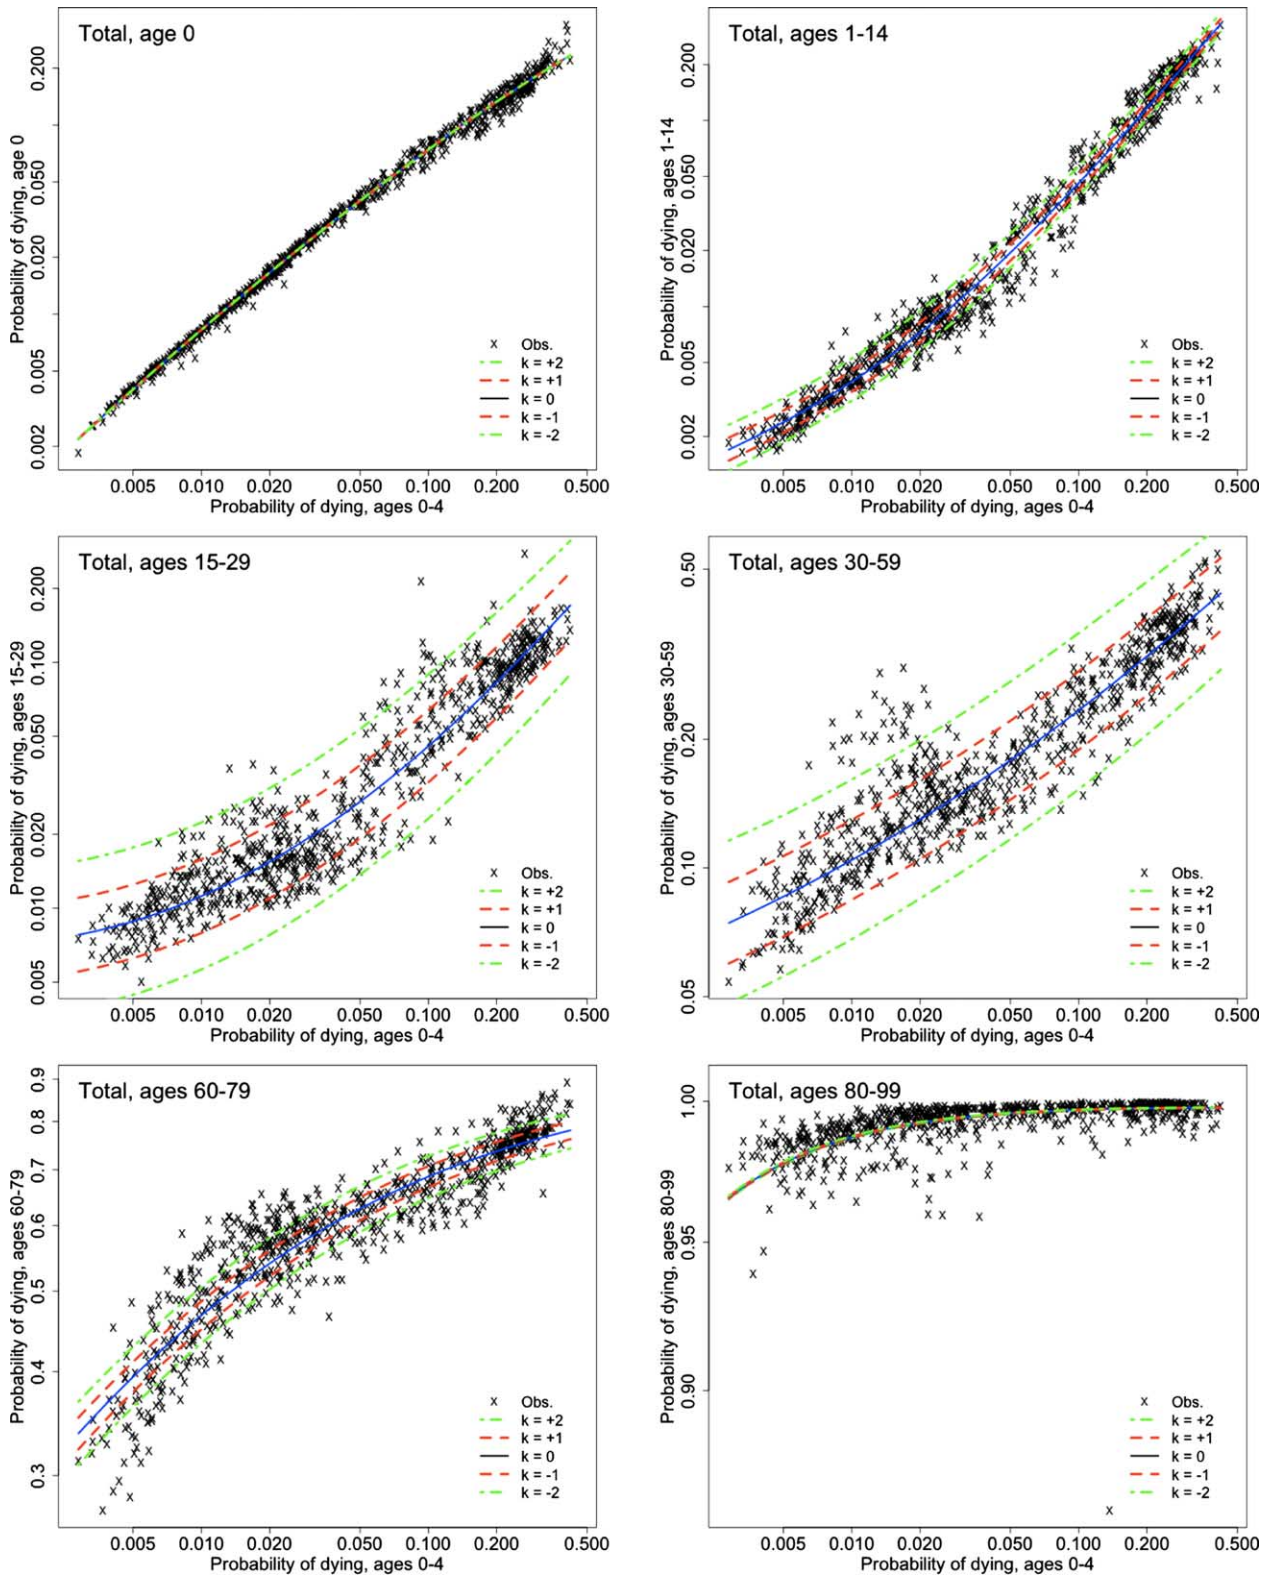 Total, age 0
Probability of dying, age 0
0.002 0.005 0.020 0.050 0.200
x Obs.
k = +2
k = +1
k = 0
k = -1
k = -2
0.005 0.010 0.020 0.050 0.100 0.200 0.500
Probability of dying, ages 0-4
Total, ages 1-14
Probability of dying, ages 1-14
0.002 0.005 0.020 0.050 0.200
x Obs.
k = +2
k = +1
k = 0
k = -1
k = -2
0.005 0.010 0.020 0.050 0.100 0.200 0.500
Probability of dying, ages 0-4
Total, ages 15-29
Probability of dying, ages 15-29
0.005 0.010 0.020 0.050 0.100 0.200
x Obs.
k = +2
k = +1
k = 0
k = -1
k = -2
0.005 0.010 0.020 0.050 0.100 0.200 0.500
Probability of dying, ages 0-4
Total, ages 30-59
Probability of dying, ages 30-59
0.05 0.10 0.20 0.50
x Obs.
k = +2
k = +1
k = 0
k = -1
k = -2
0.005 0.010 0.020 0.050 0.100 0.200 0.500
Probability of dying, ages 0-4
Total, ages 60-79
Probability of dying, ages 60-79
0.3 0.4 0.5 0.6 0.7 0.8 0.9
x Obs.
k = +2
k = +1
k = 0
k = -1
k = -2
0.005 0.010 0.020 0.050 0.100 0.200 0.500
Probability of dying, ages 0-4
Total, ages 80-99
Probability of dying, ages 80-99
0.90 0.95 1.00
x Obs.
k = +2
k = +1
k = 0
k = -1
k = -2
0.005 0.010 0.020 0.050 0.100 0.200 0.500
Probability of dying, ages 0-4